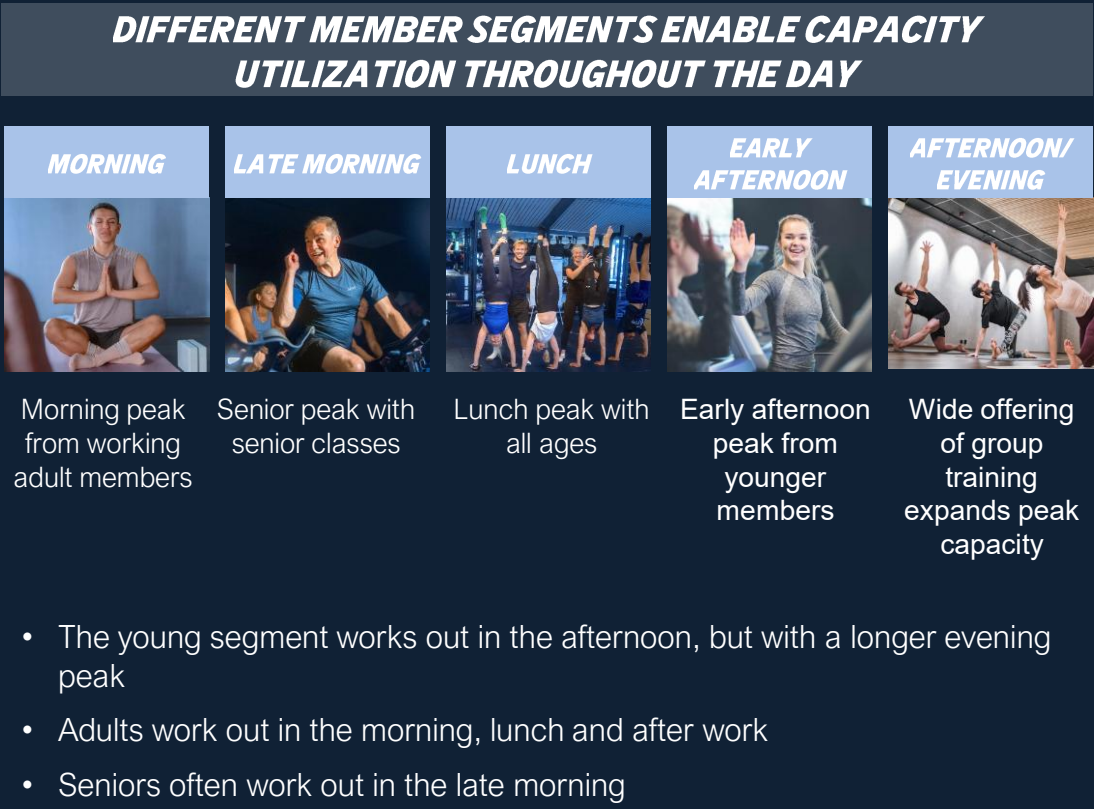 DIFFERENT MEMBER SEGMENTS ENABLE CAPACITY
UTILIZATION THROUGHOUT THE DAY
MORNING
LATE MORNING
LUNCH
EARLY
AFTERNOON
AFTERNOON/
EVENING
Morning peak
from working
adult members
Senior peak with
senior classes
Lunch peak with
all ages
Early afternoon
peak from
younger
members
Wide offering
of group
training
expands peak
capacity
• The young segment works out in the afternoon, but with a longer evening
peak
• Adults work out in the morning, lunch and after work
• Seniors often work out in the late morning